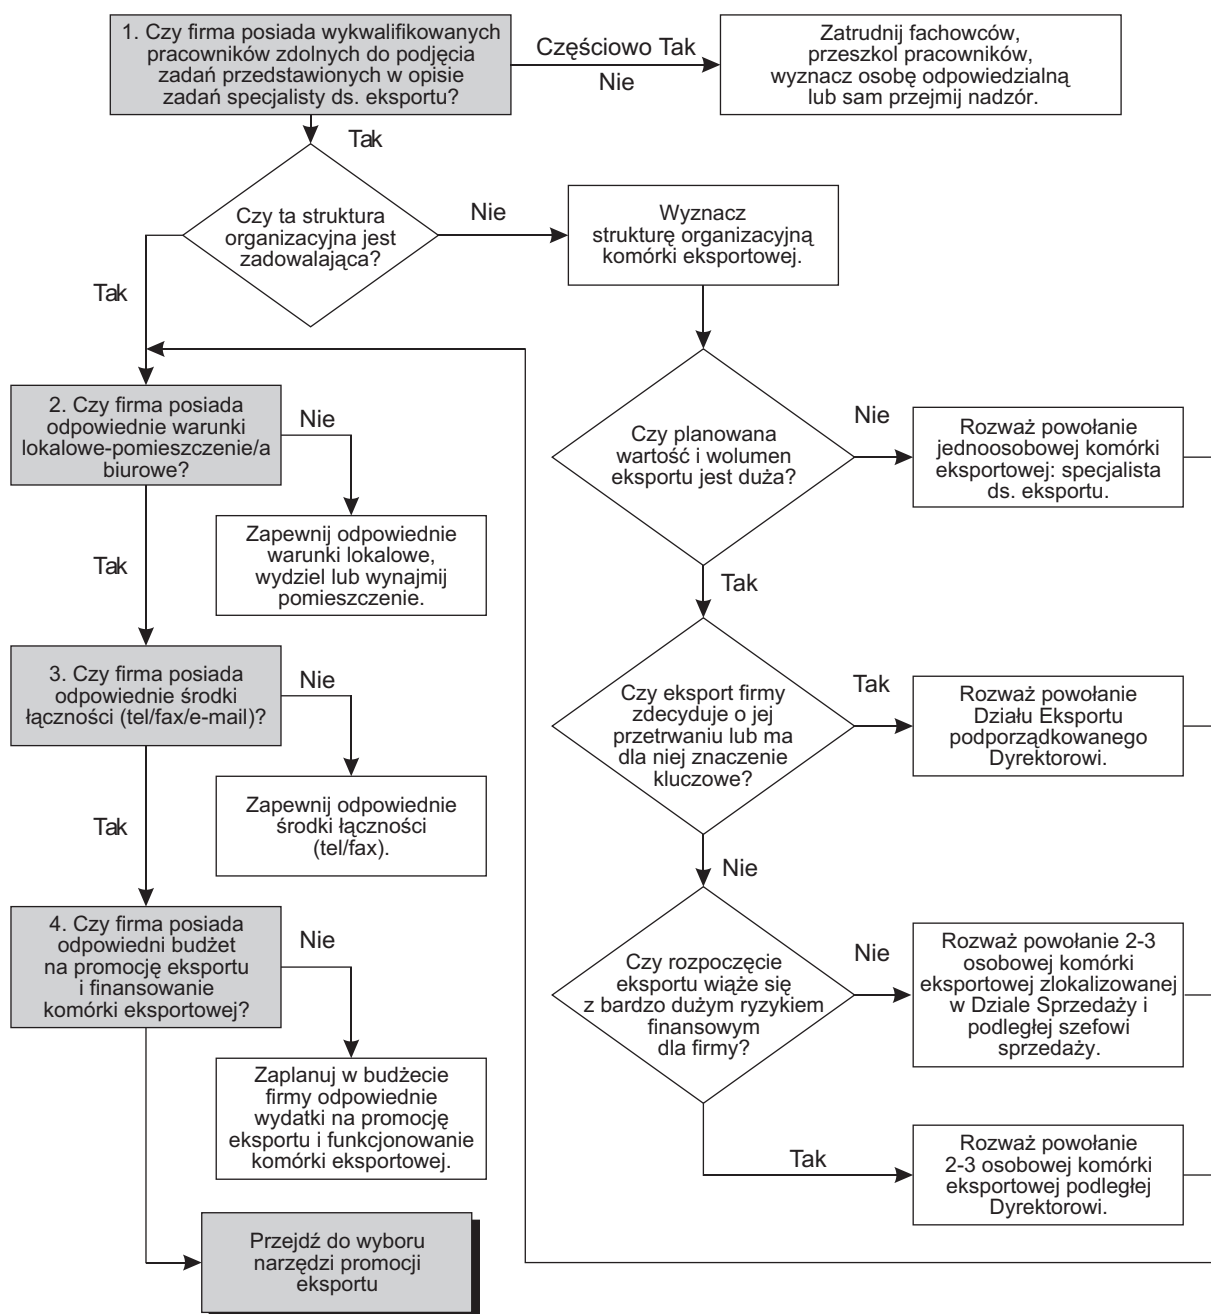 1. Czy firma posiada wykwalifikowanych
pracowników zdolnych do podjęcia
zadań przedstawionych w opisie
zadań specjalisty ds. eksportu?
Częściowo Tak
Nie
Zatrudnij fachowców,
przeszkol pracowników,
wyznacz osobę odpowiedzialną
lub sam przejmij nadzór.
Tak
Czy ta struktura
organizacyjna jest
zadowalająca?
Nie
Wyznacz
strukturę organizacyjną
komórki eksportowej.
Tak
2. Czy firma posiada
odpowiednie warunki
lokalowe-pomieszczenie/a
biurowe?
Nie
Zapewnij odpowiednie
warunki lokalowe,
wydziel lub wynajmij
pomieszczenie.
Tak
3. Czy firma posiada
odpowiednie środki
łączności (tel/fax/e-mail)?
Nie
Zapewnij odpowiednie
środki łączności
(tel/fax).
Tak
4. Czy firma posiada
odpowiedni budżet
na promocję eksportu
i finansowanie
komórki eksportowej?
Nie
Zaplanuj w budżecie
firmy odpowiednie
wydatki na promocję
eksportu i funkcjonowanie
komórki eksportowej.
Przejdź do wyboru
narzędzi promocji
eksportu
Czy planowana
wartość i wolumen
eksportu jest duża?
Nie
Rozważ powołanie
jednoosobowej komórki
eksportowej: specjalista
ds. eksportu.
Tak
Czy eksport firmy
zdecyduje o jej
przetrwaniu lub ma
dla niej znaczenie
kluczowe?
Tak
Rozważ powołanie
Działu Eksportu
podporządkowanego
Dyrektorowi.
Nie
Czy rozpoczęcie
eksportu wiąże się
z bardzo dużym ryzykiem
finansowym
dla firmy?
Nie
Rozważ powołanie 2-3
osobowej komórki
eksportowej zlokalizowanej
w Dziale Sprzedaży i
podległej szefowi
sprzedaży.
Tak
Rozważ powołanie
2-3 osobowej komórki
eksportowej podległej
Dyrektorowi.